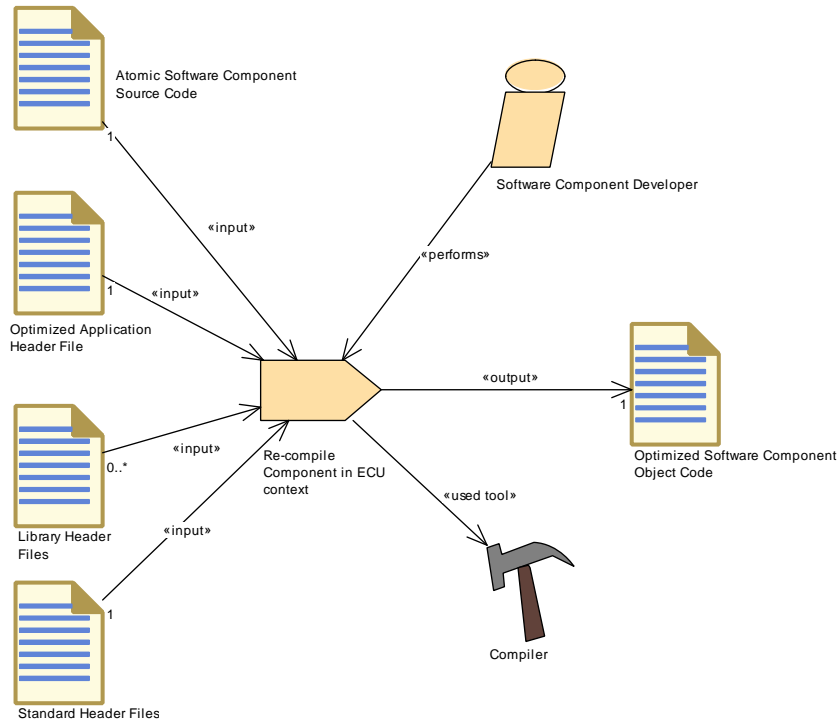 Atomic Software Component
Source Code
1
«input»
Software Component Developer
«performs»
Optimized Application
Header File
1
«input»
Re-compile
Component in ECU
context
«output»
1
Optimized Software Component
Object Code
Library Header
Files
0..*
«input»
«used tool»
Compiler
Standard Header Files
1
«input»